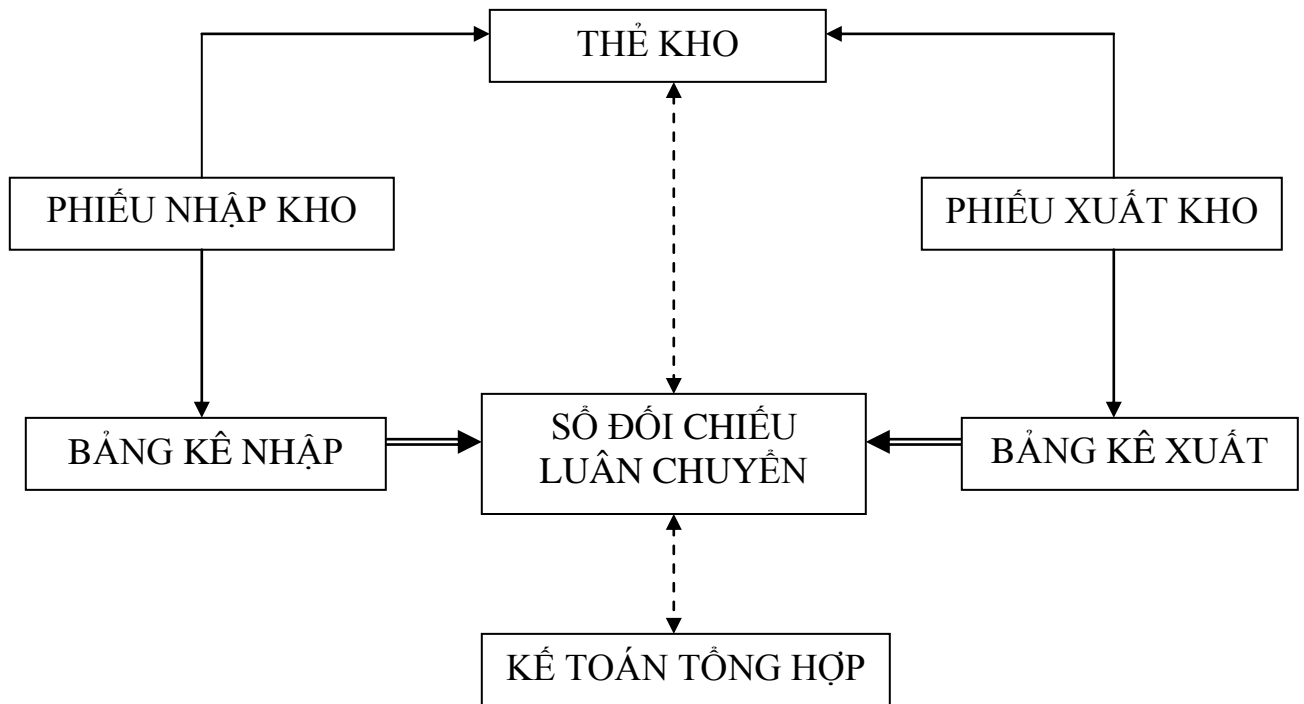 THẺ KHO
PHIẾU NHẬP KHO
PHIẾU XUẤT KHO
BẢNG KÊ NHẬP
SỔ ĐỐI CHIẾU
LUÂN CHUYỂN
BẢNG KÊ XUẤT
KẾ TOÁN TỔNG HỢP